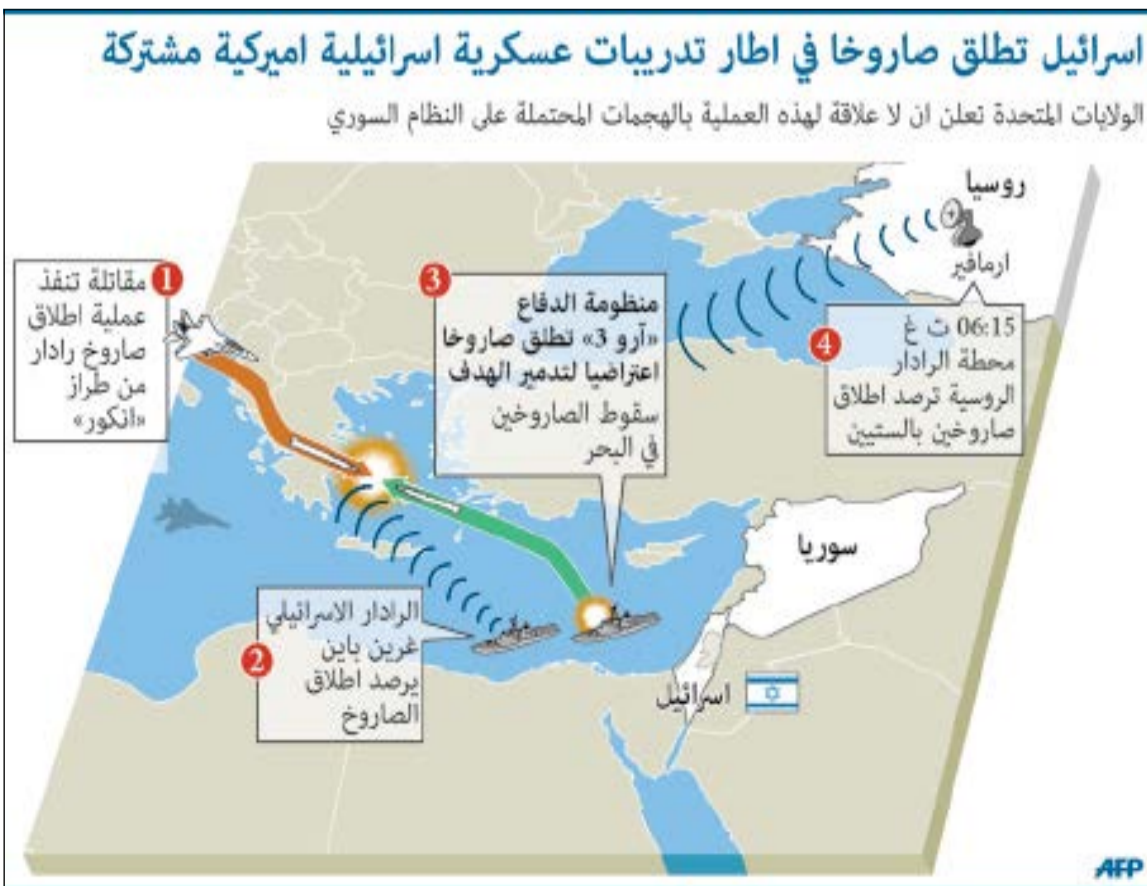 اسرائيل تطلق صاروخا في اطار تدريبات عسكرية اسرائيلية اميركية مشتركة
الولايات المتحدة تعلن ان لا علاقة لهذه العملية بالهجمات المحتملة على النظام السوري
روسيا
ارمافير
1
مقاتلة تنفذ
عملية اطلاق
صاروخ رادار
من طراز
«انكور»
2
الرادار الاسرائيلي
غرين باين
يرصد اطلاق
الصاروخ
3
منظومة الدفاع
«آرو 3» تطلق صاروخا
اعتراضيا لتدمير الهدف
سقوط الصاروخين
في البحر
4
06:15 ت غ
محطة الرادار
الروسية ترصد اطلاق
صاروخين بالستيين
سوريا
اسرائيل
AFP